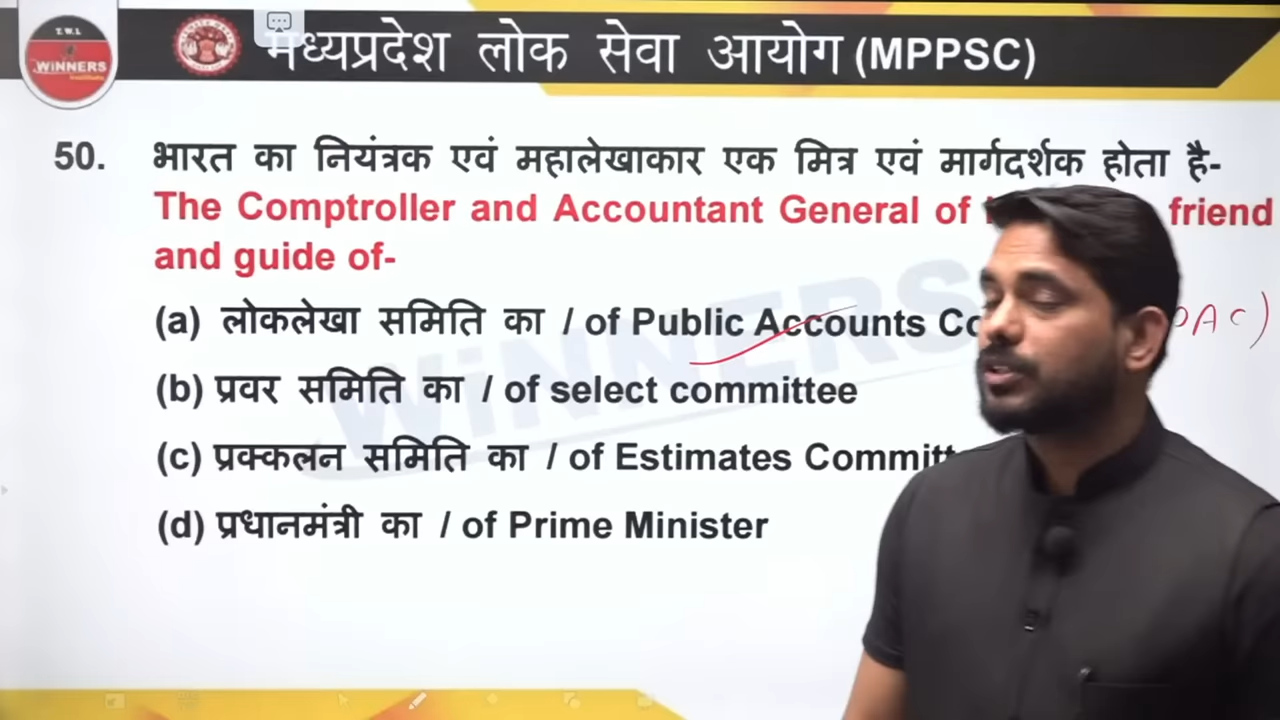 T.W.I.
WiNNERS
मध्यप्रदेश लोक सेवा आयोग (MPPSC)
50. भारत का नियंत्रक एवं महालेखाकार एक मित्र एवं मार्गदर्शक होता है-
The Comptroller and Accountant General of friend
and guide of-
(a) लोकलेखा समिति का / of Public Accounts
(b) प्रवर समिति का / of select committee
(c) प्रक्कलन समिति का / of Estimates
(d) प्रधानमंत्री का / of Prime Minister
WiNNERS